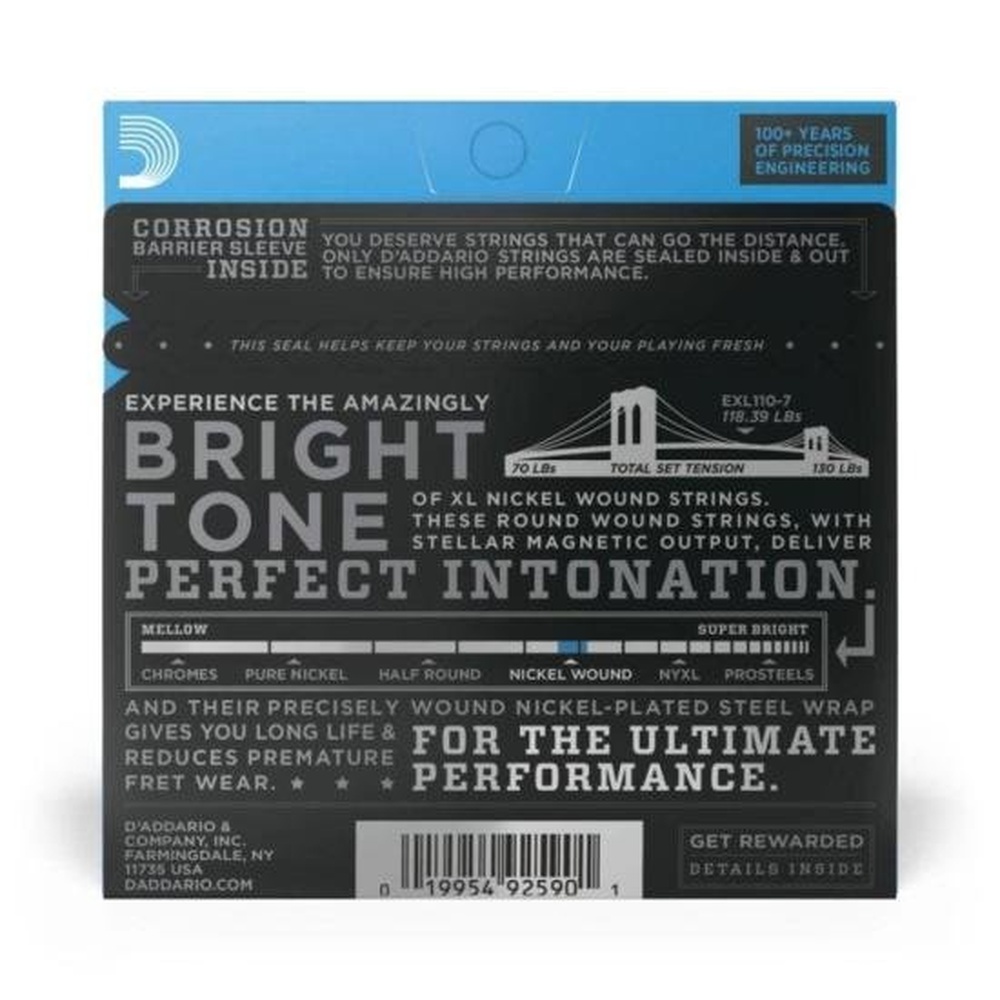 100+ YEARS
OF PRECISION
ENGINEERING
CORROSION
BARRIER SLEEVE
INSIDE
YOU DESERVE STRINGS THAT CAN GO THE DISTANCE.
ONLY D'ADDARIO STRINGS ARE SEALED INSIDE & OUT
TO ENSURE HIGH PERFORMANCE.
THIS SEAL HELPS KEEP YOUR STRINGS AND YOUR PLAYING FRESH
EXPERIENCE THE AMAZINGLY
BRIGHT
TONE
EXL110-7
118.39 LBs
70 LBs TOTAL SET TENSION 130 LBs
OF XL NICKEL WOUND STRINGS.
THESE ROUND WOUND STRINGS, WITH
STELLAR MAGNETIC OUTPUT, DELIVER
PERFECT INTONATION.
MELLOW SUPER BRIGHT
CHROMES PURE NICKEL HALF ROUND NICKEL WOUND NYXL PROSTEELS
AND THEIR PRECISELY WOUND NICKEL-PLATED STEEL WRAP
GIVES YOU LONG LIFE &
REDUCES PREMATURE
FRET WEAR.
FOR THE ULTIMATE
PERFORMANCE.
D'ADDARIO &
COMPANY, INC.
FARMINGDALE, NY
11735 USA
DADDARIO.COM
0 19954 92590 1
GET REWARDED
DETAILS INSIDE